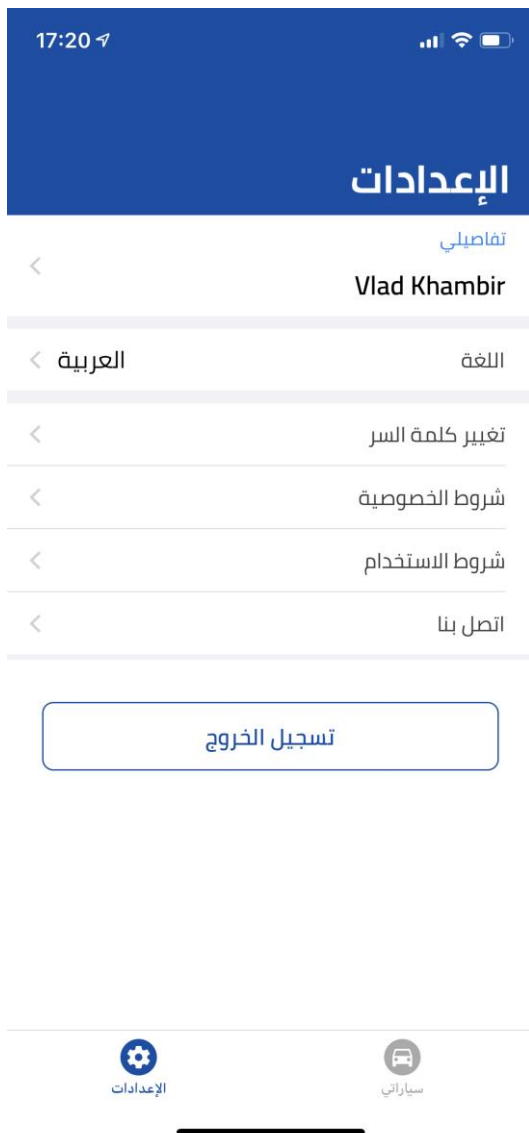 17:20
الإعدادات
تفاصيلي
Vlad Khambir
اللغة العربية
تغيير كلمة السر
شروط الخصوصية
شروط الاستخدام
اتصل بنا
تسجيل الخروج
سياراتي الإعدادات